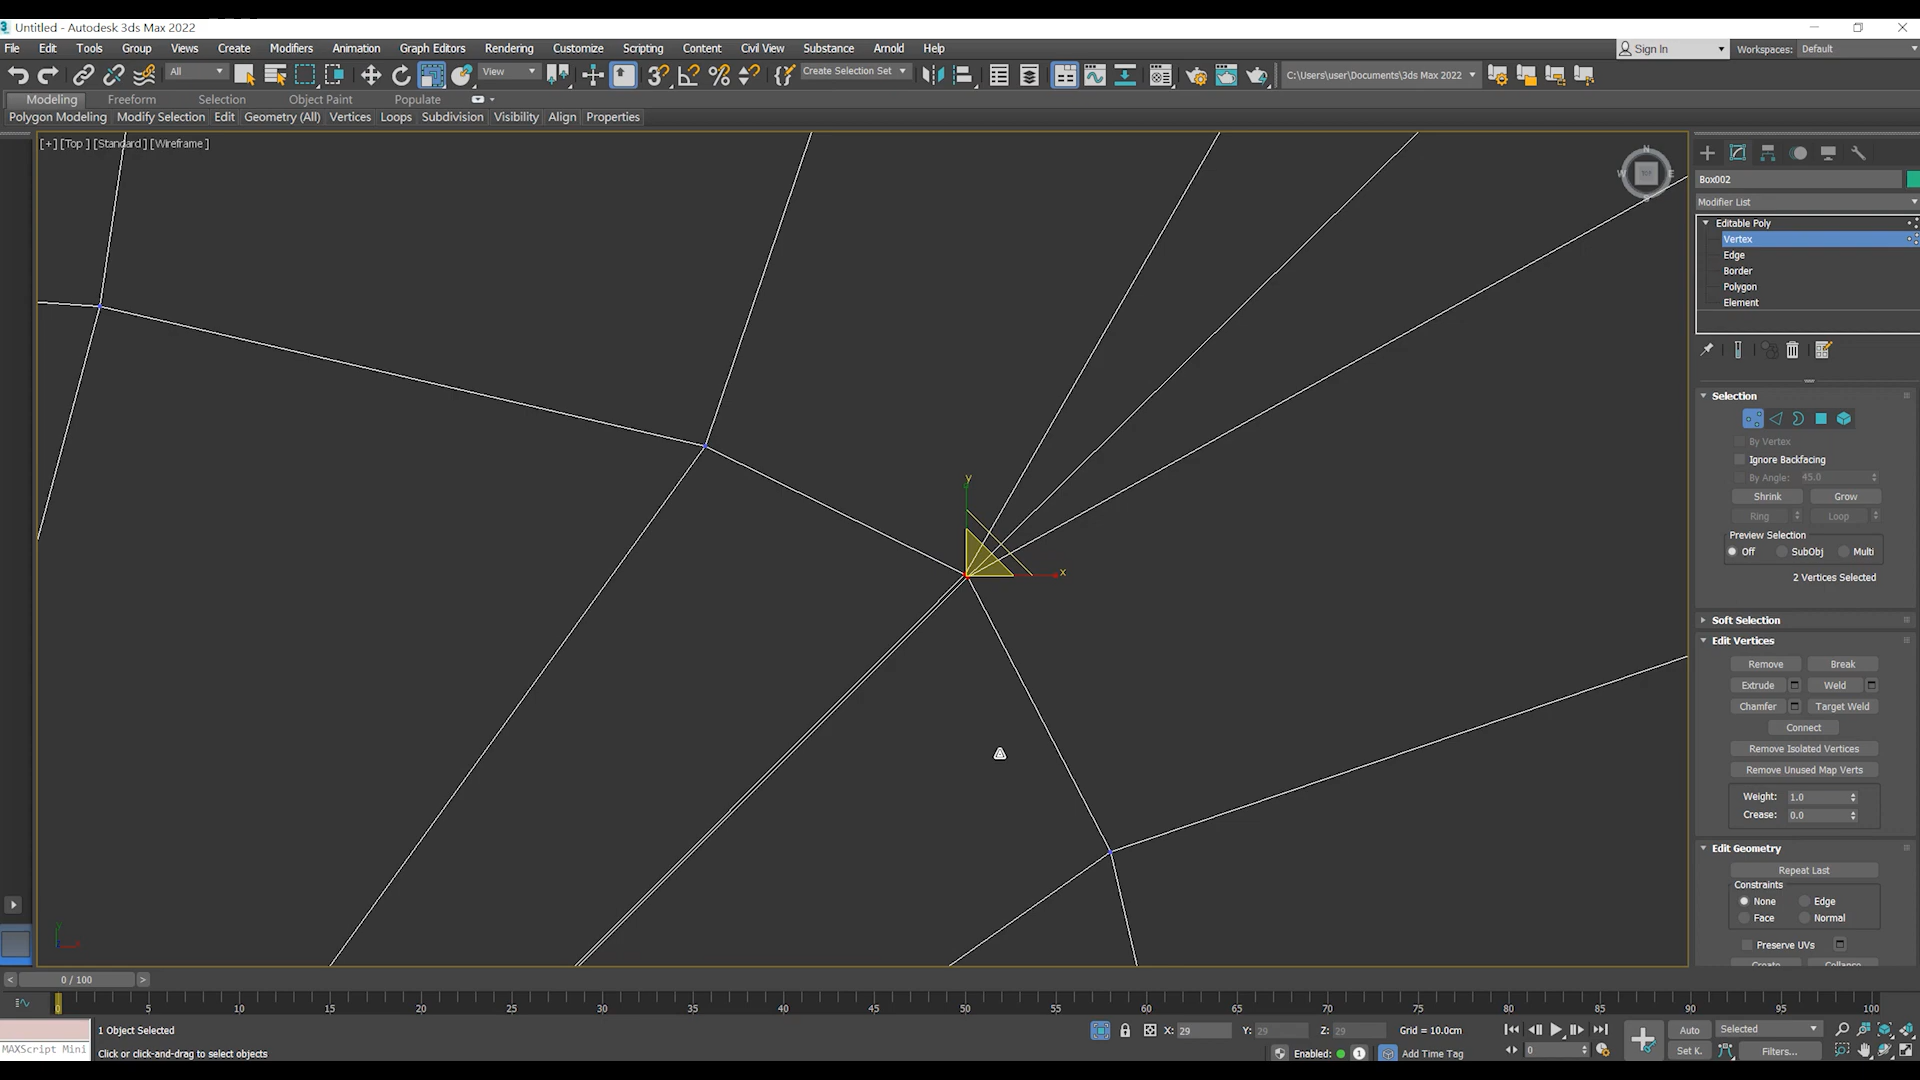 Untitled - Autodesk 3ds Max 2022
File Edit Tools Group Views Create Modifiers Animation Graph Editors Rendering Customize Scripting Content Civil View Substance Arnold Help
Sign In Workspaces: Default
All View Create Selection Set C:\Users\user\Documents\3ds Max 2022
Modeling Freeform Selection Object Paint Populate
Polygon Modeling Modify Selection Edit Geometry (All) Vertices Loops Subdivision Visibility Align Properties
[+] [Top ] [Standard] [Wireframe ]
N
W E
S
y
x
Box002
Modifier List
Editable Poly
Vertex
Edge
Border
Polygon
Element
Selection
By Vertex
Ignore Backfacing
By Angle: 45.0
Shrink Grow
Ring Loop
Preview Selection
Off SubObj Multi
2 Vertices Selected
Soft Selection
Edit Vertices
Remove Break
Extrude Weld
Chamfer Target Weld
Connect
Remove Isolated Vertices
Remove Unused Map Verts
Weight: 1.0
Crease: 0.0
Edit Geometry
Repeat Last
Constraints
None Edge
Face Normal
Preserve UVs
Create Collapse
< 0 / 100 >
0 5 10 15 20 25 30 35 40 45 50 55 60 65 70 75 80 85 90 95 100
1 Object Selected X: 29 Y: 29 Z: 29 Grid = 10.0cm Auto Selected
MAXScript Mini Click or click-and-drag to select objects Enabled: 1 Add Time Tag 0 Set K. Filters...